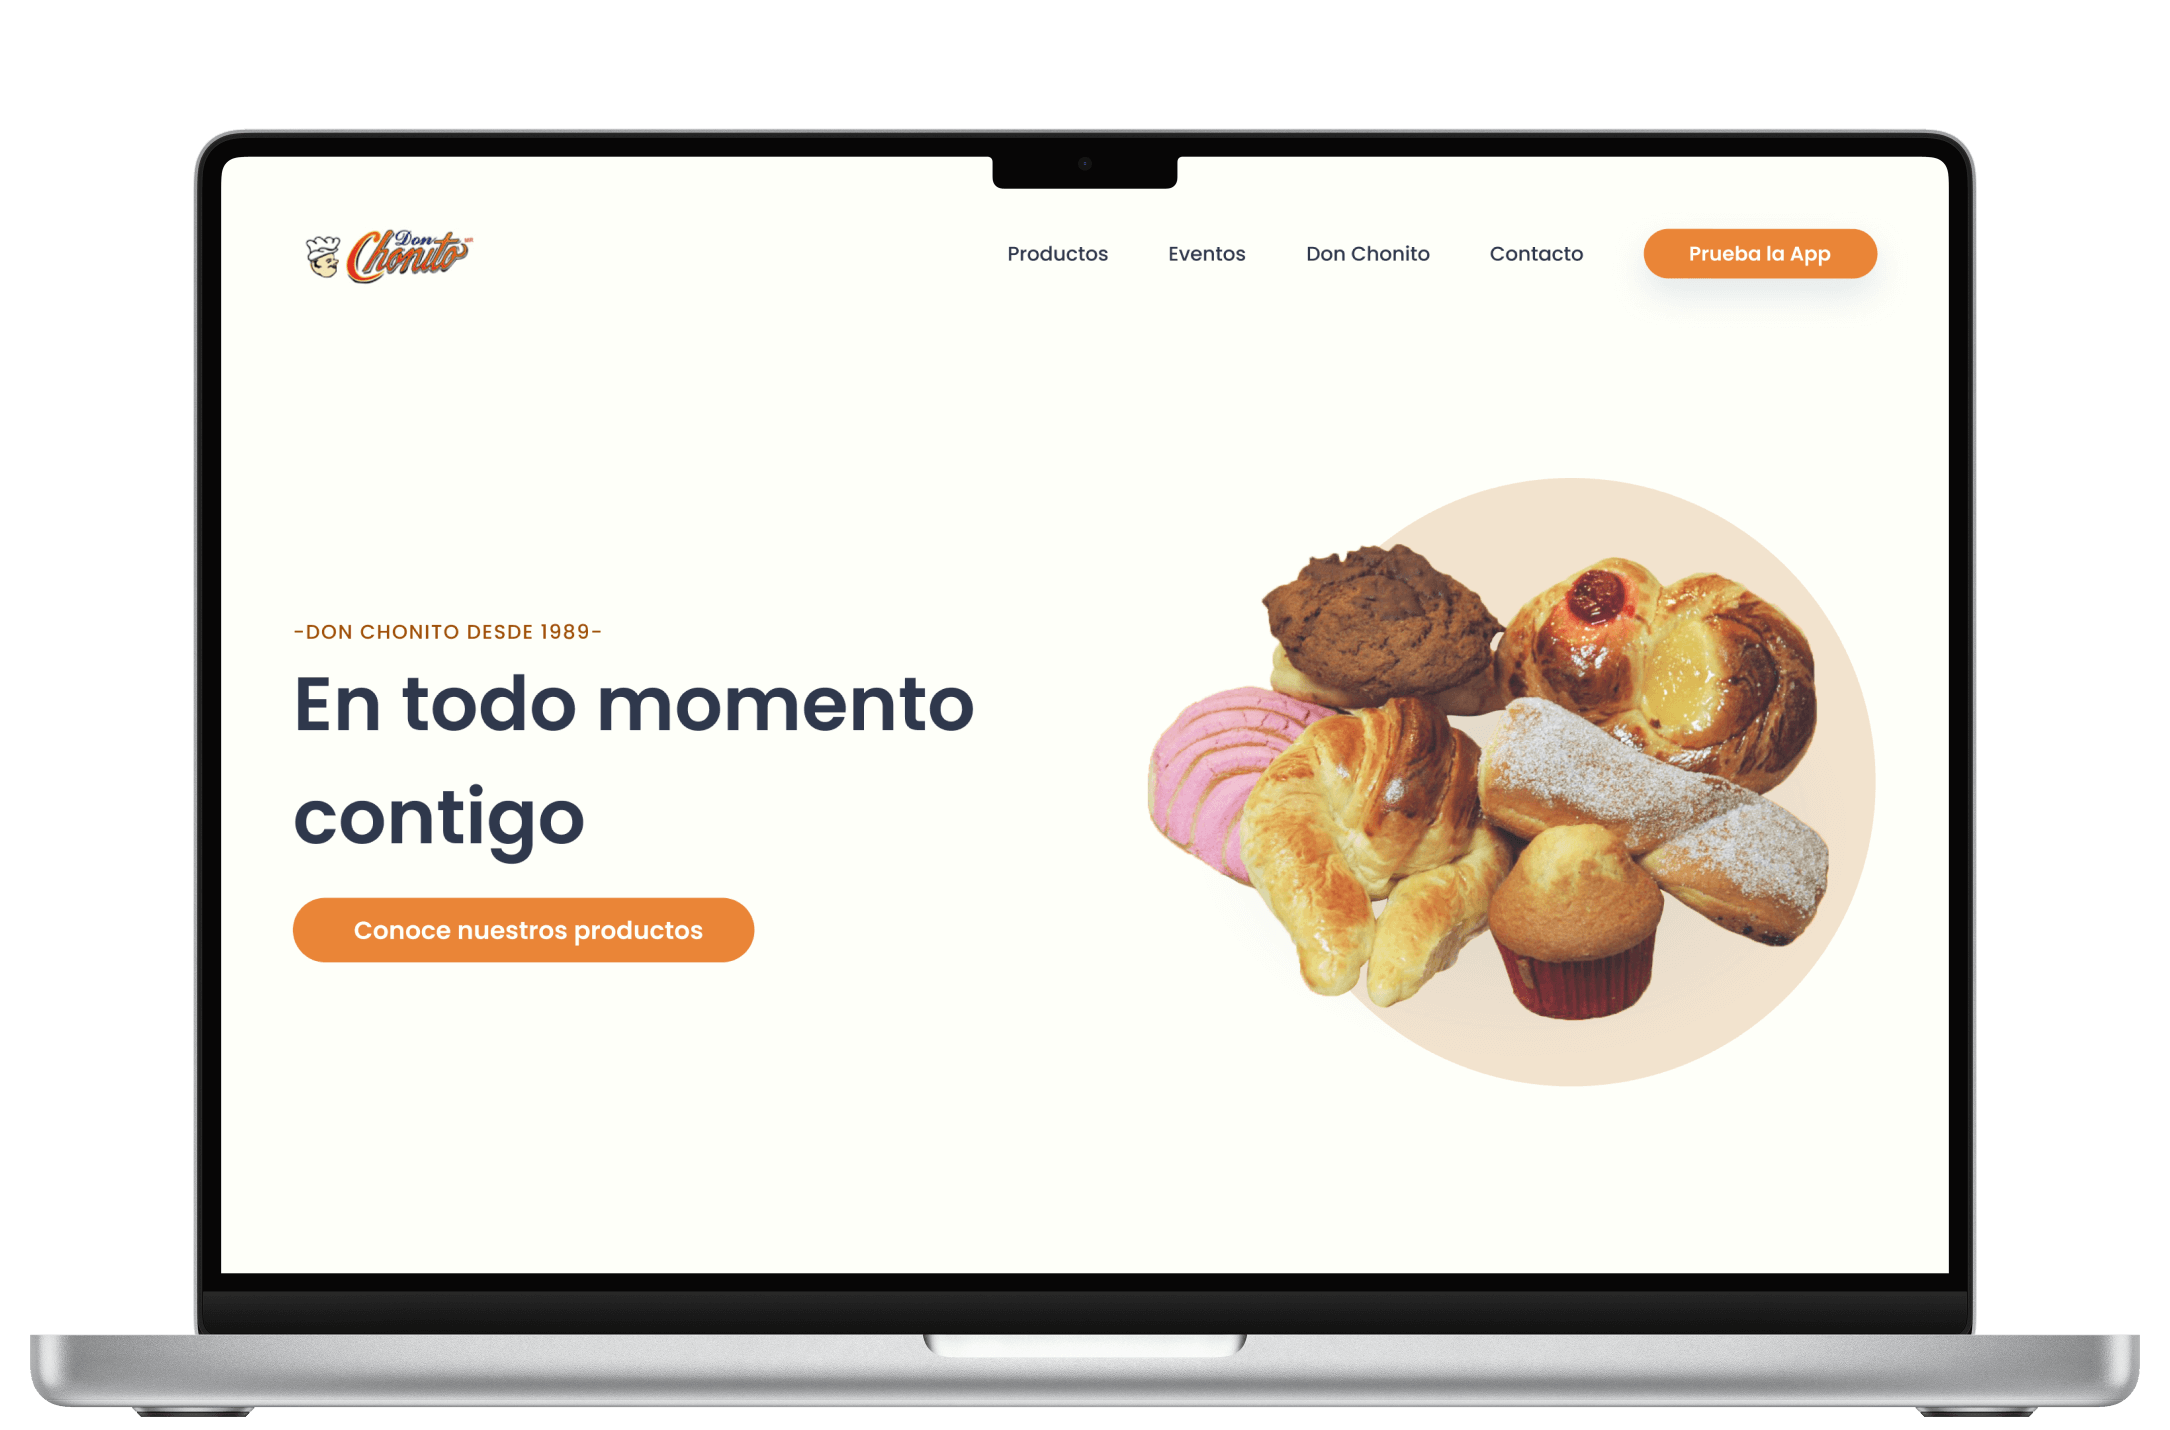 Don
Chonito
Productos
Eventos
Don Chonito
Contacto
Prueba la App
-DON CHONITO DESDE 1989-
En todo momento
contigo
Conoce nuestros productos